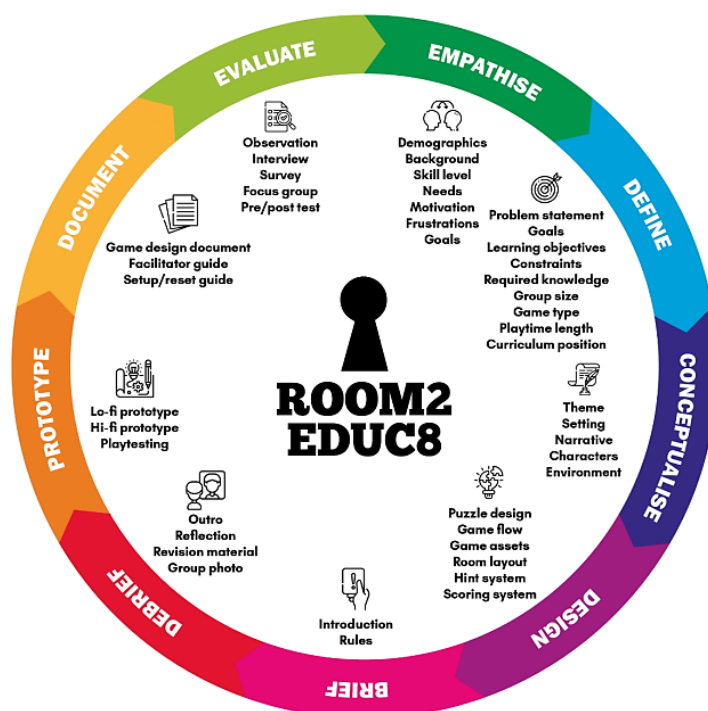 EVALUATE
EMPATHISE
DEFINE
CONCEPTUALISE
DESIGN
BRIEF
DEBRIEF
PROTOTYPE
DOCUMENT
Observation
Interview
Survey
Focus group
Pre/post test
Demographics
Background
Skill level
Needs
Motivation
Frustrations
Goals
Problem statement
Goals
Learning objectives
Constraints
Required knowledge
Group size
Game type
Playtime length
Curriculum position
Theme
Setting
Narrative
Characters
Environment
Puzzle design
Game flow
Game assets
Room layout
Hint system
Scoring system
Introduction
Rules
Outro
Reflection
Revision material
Group photo
Lo-fi prototype
Hi-fi prototype
Playtesting
Game design document
Facilitator guide
Setup/reset guide
ROOM2
EDUC8